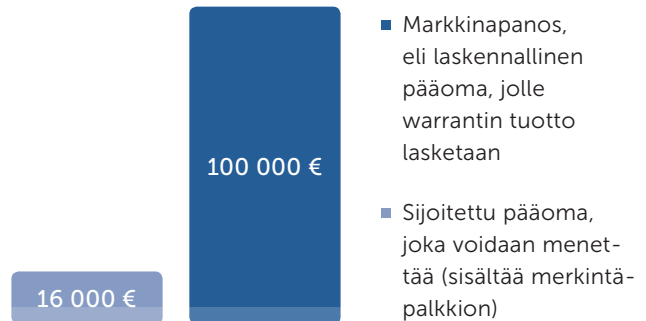 Markkinapanos,
eli laskennallinen
pääoma, jolle
warrantin tuotto
lasketaan
100 000 €
Sijoitettu pääoma,
joka voidaan menet-
tää (sisältää merkintä-
palkkion)
16 000 €